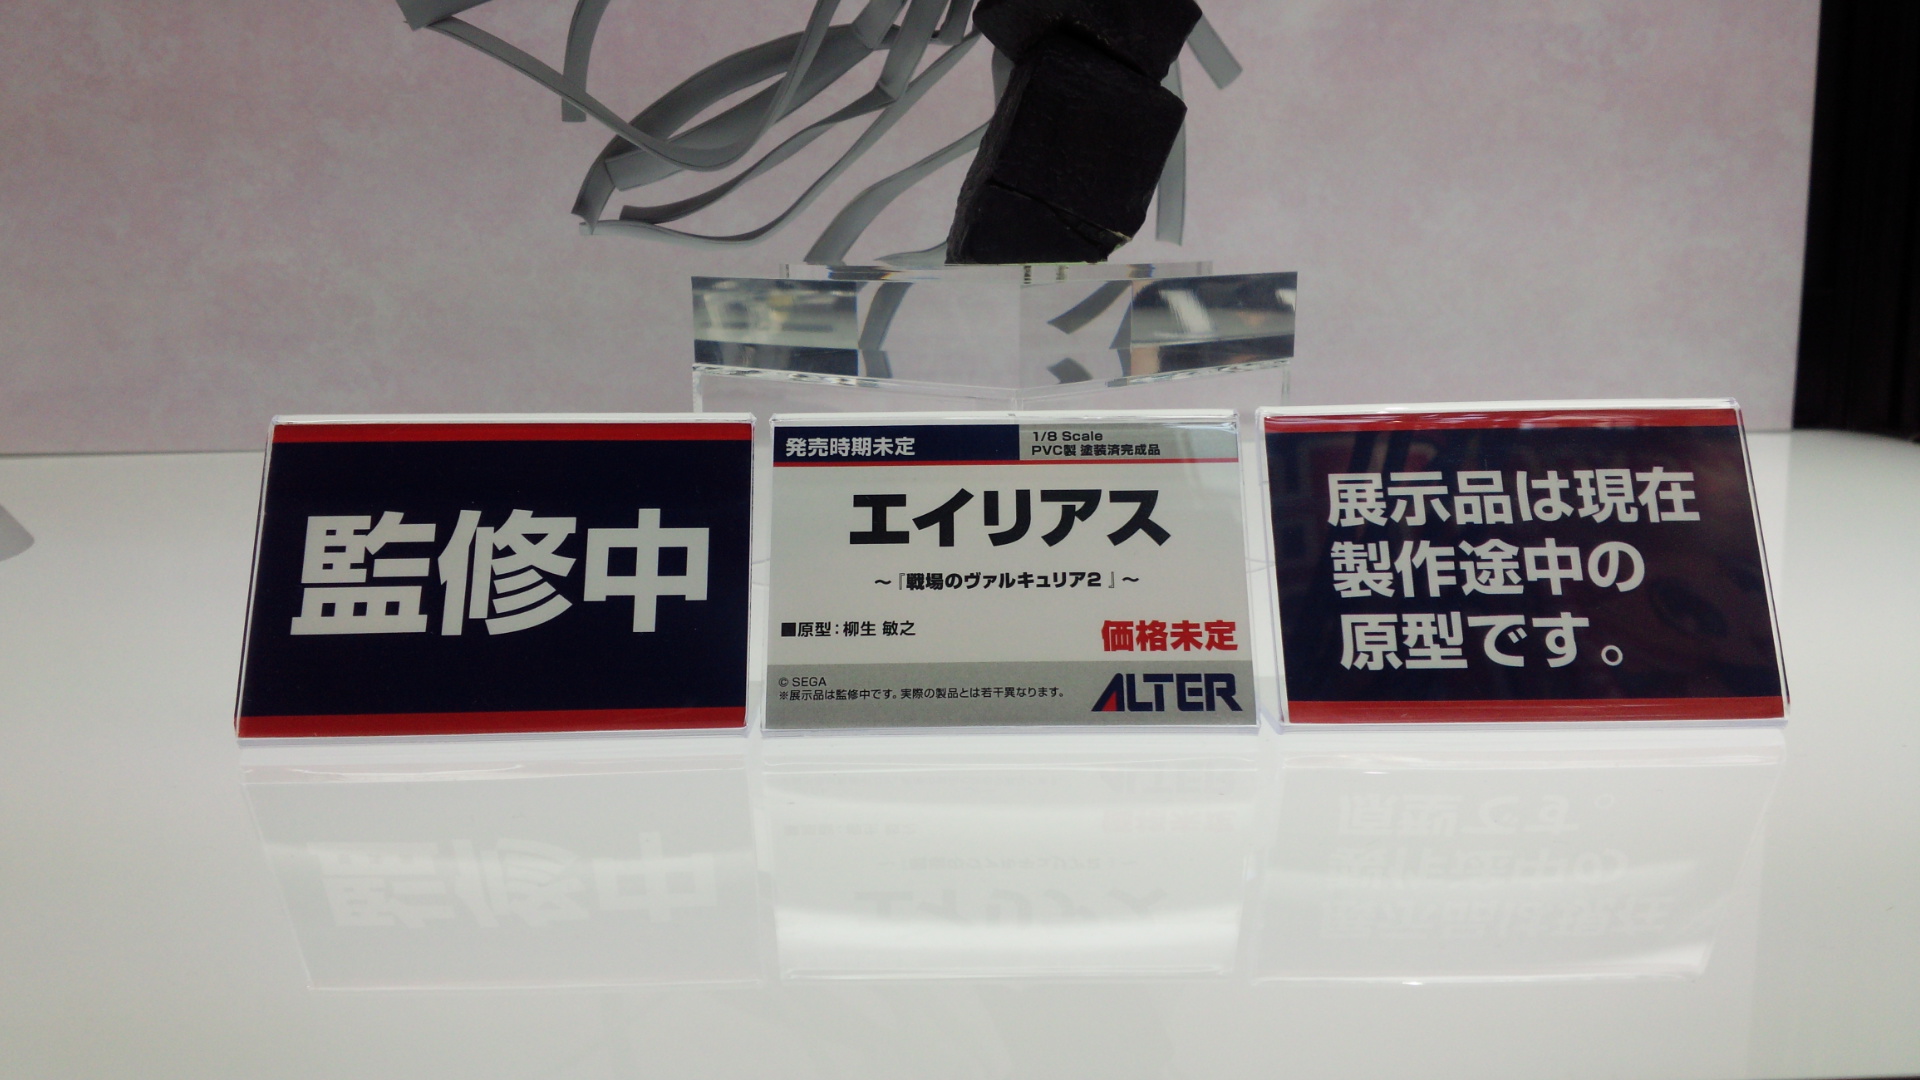 監修中
発売時期未定
1/8 Scale
PVC製 塗装済完成品
エイリアス
～『戦場のヴァルキュリア2 』～
■原型：柳生 敏之
価格未定
© SEGA
※展示品は監修中です。実際の製品とは若干異なります。
ALTER
展示品は現在
製作途中の
原型です。